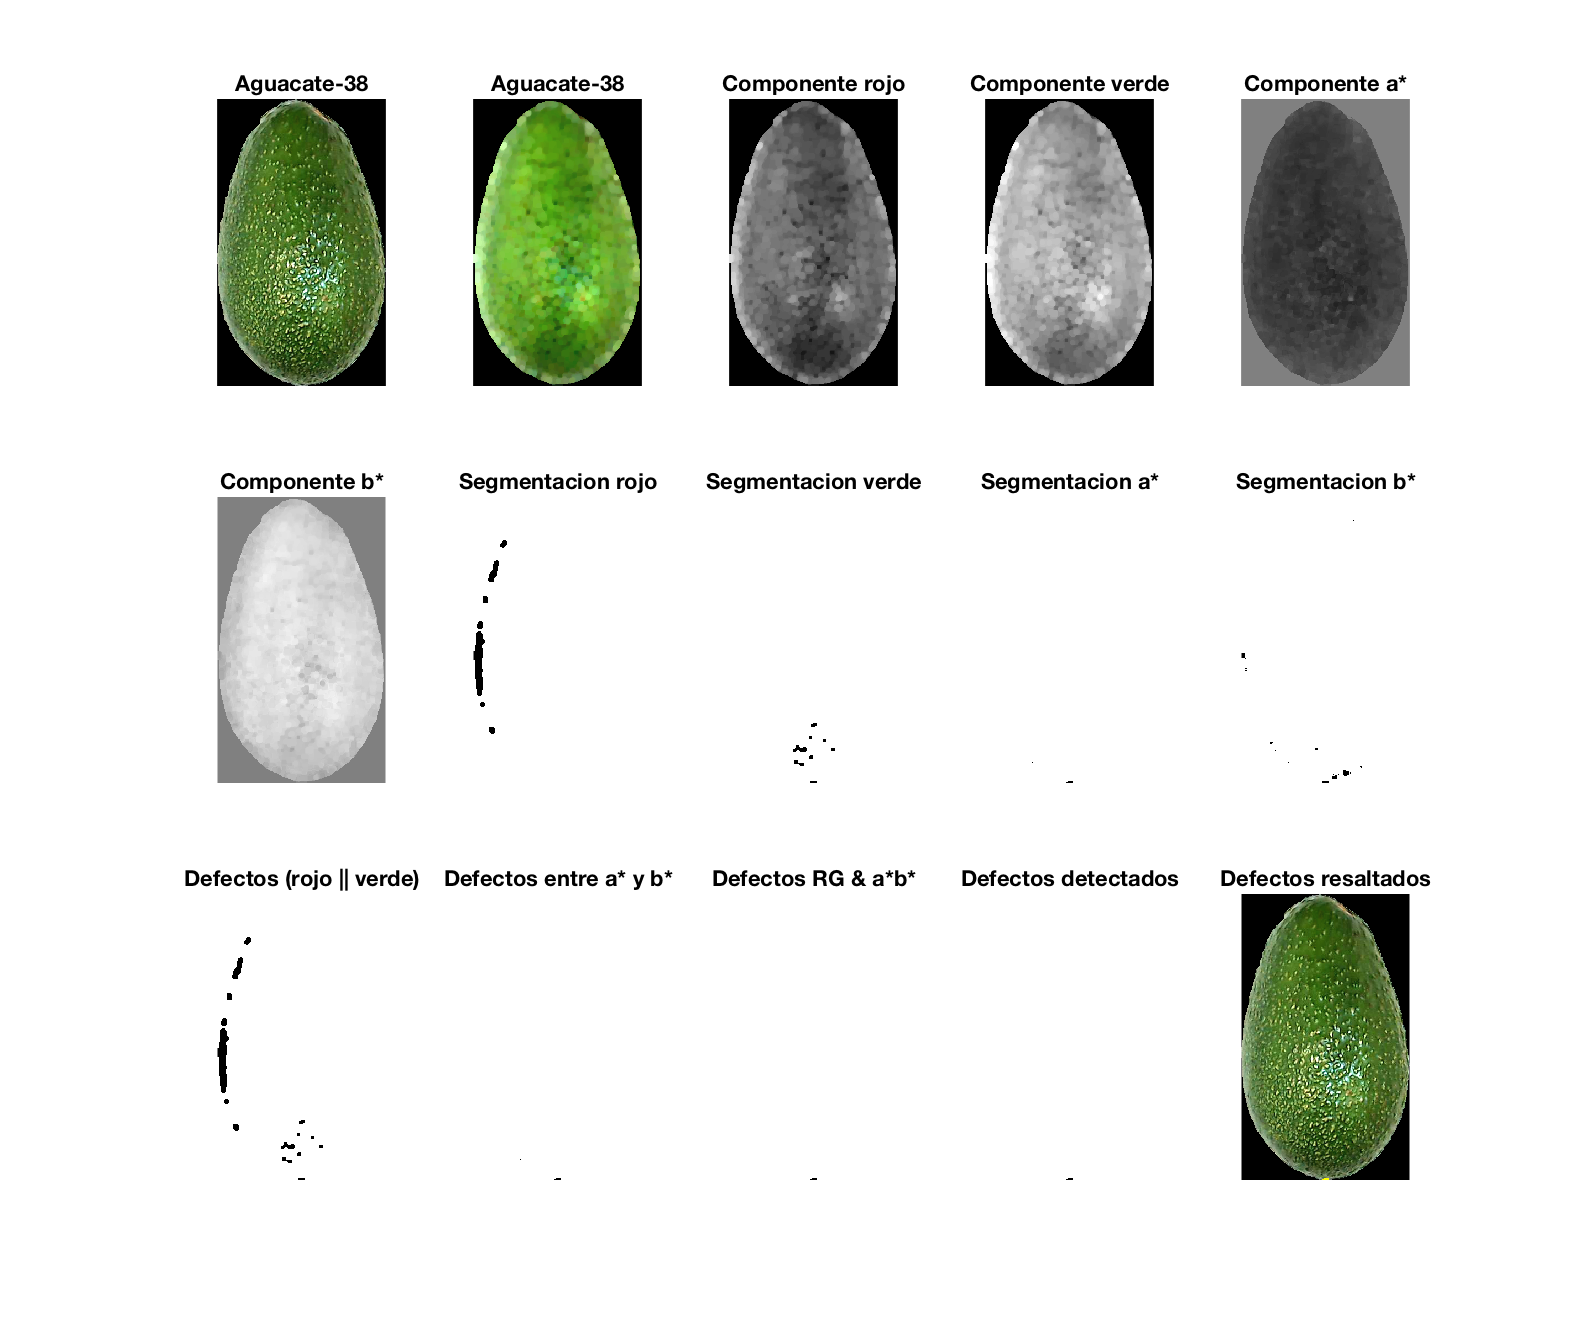 Aguacate-38
Aguacate-38
Componente rojo
Componente verde
Componente a*
Componente b*
Segmentacion rojo
Segmentacion verde
Segmentacion a*
Segmentacion b*
Defectos (rojo || verde)
Defectos entre a* y b*
Defectos RG & a*b*
Defectos detectados
Defectos resaltados